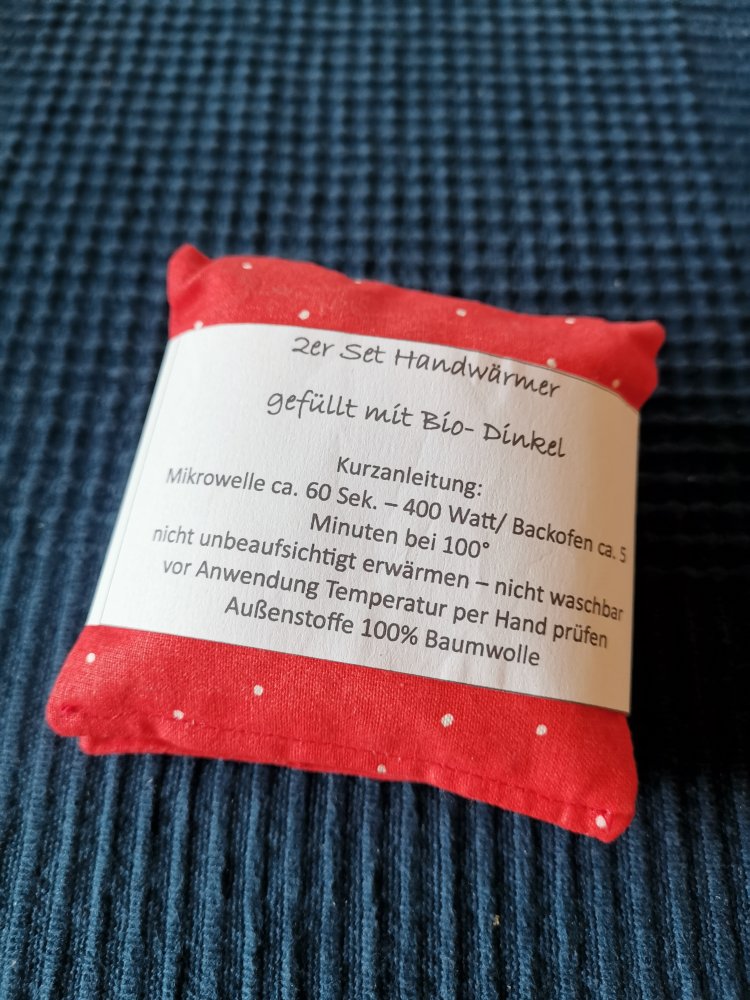 2er Set Handwärmer
gefüllt mit Bio- Dinkel
Kurzanleitung:
Mikrowelle ca. 60 Sek. – 400 Watt/ Backofen ca. 5
Minuten bei 100°
nicht unbeaufsichtigt erwärmen – nicht waschbar
vor Anwendung Temperatur per Hand prüfen
Außenstoffe 100% Baumwolle